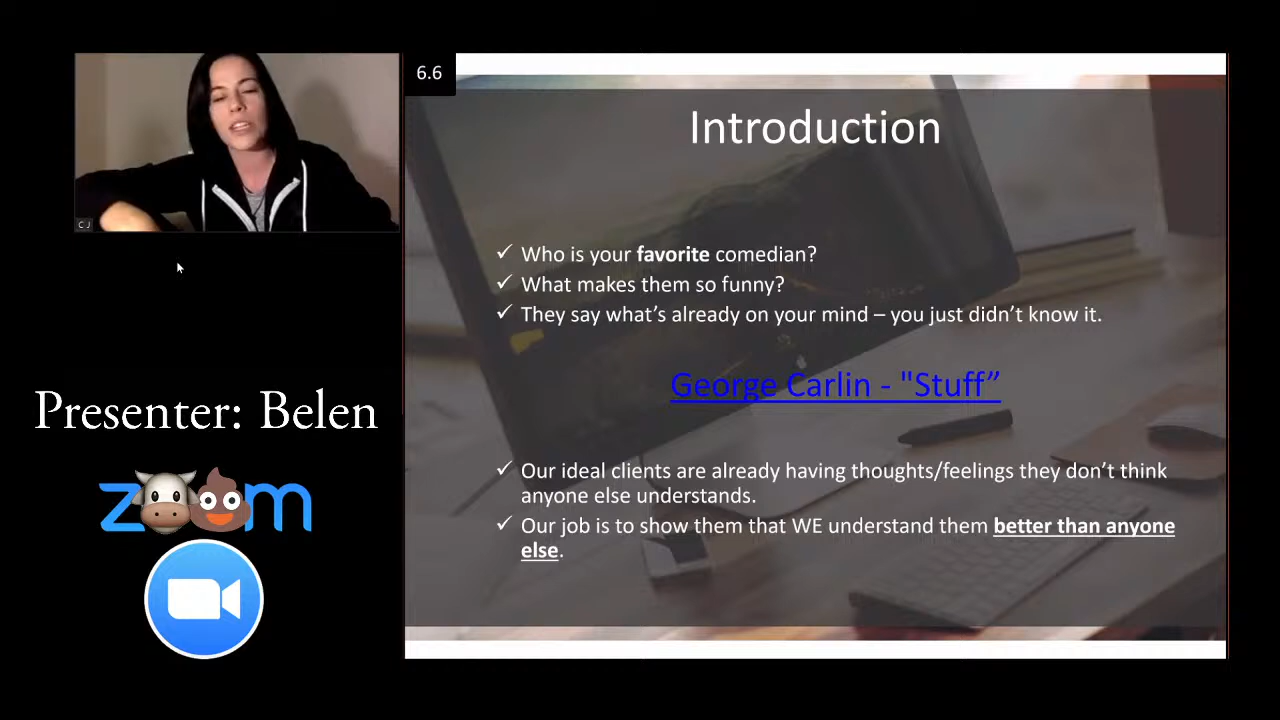 6.6
Introduction
C J
Who is your favorite comedian?
What makes them so funny?
They say what's already on your mind – you just didn't know it.
George Carlin - "Stuff”
Presenter: Belen
Our ideal clients are already having thoughts/feelings they don't think
anyone else understands.
Our job is to show them that WE understand them better than anyone
else.
z m